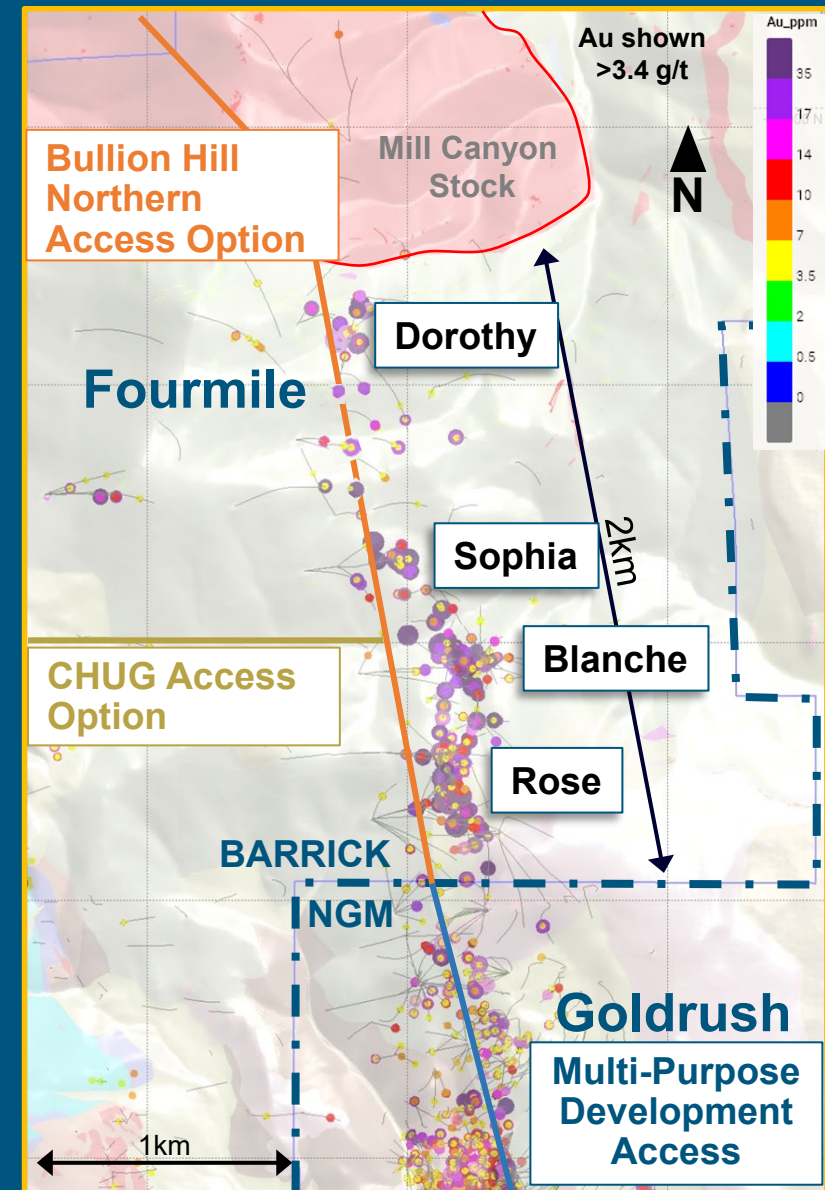 Au shown
>3.4 g/t
Au_ppm
35
17
14
10
7
3.5
2
0.5
0
N
Mill Canyon
Stock
Bullion Hill
Northern
Access Option
Dorothy
Fourmile
2km
Sophia
Blanche
CHUG Access
Option
Rose
BARRICK
NGM
Goldrush
Multi-Purpose
Development
Access
1km